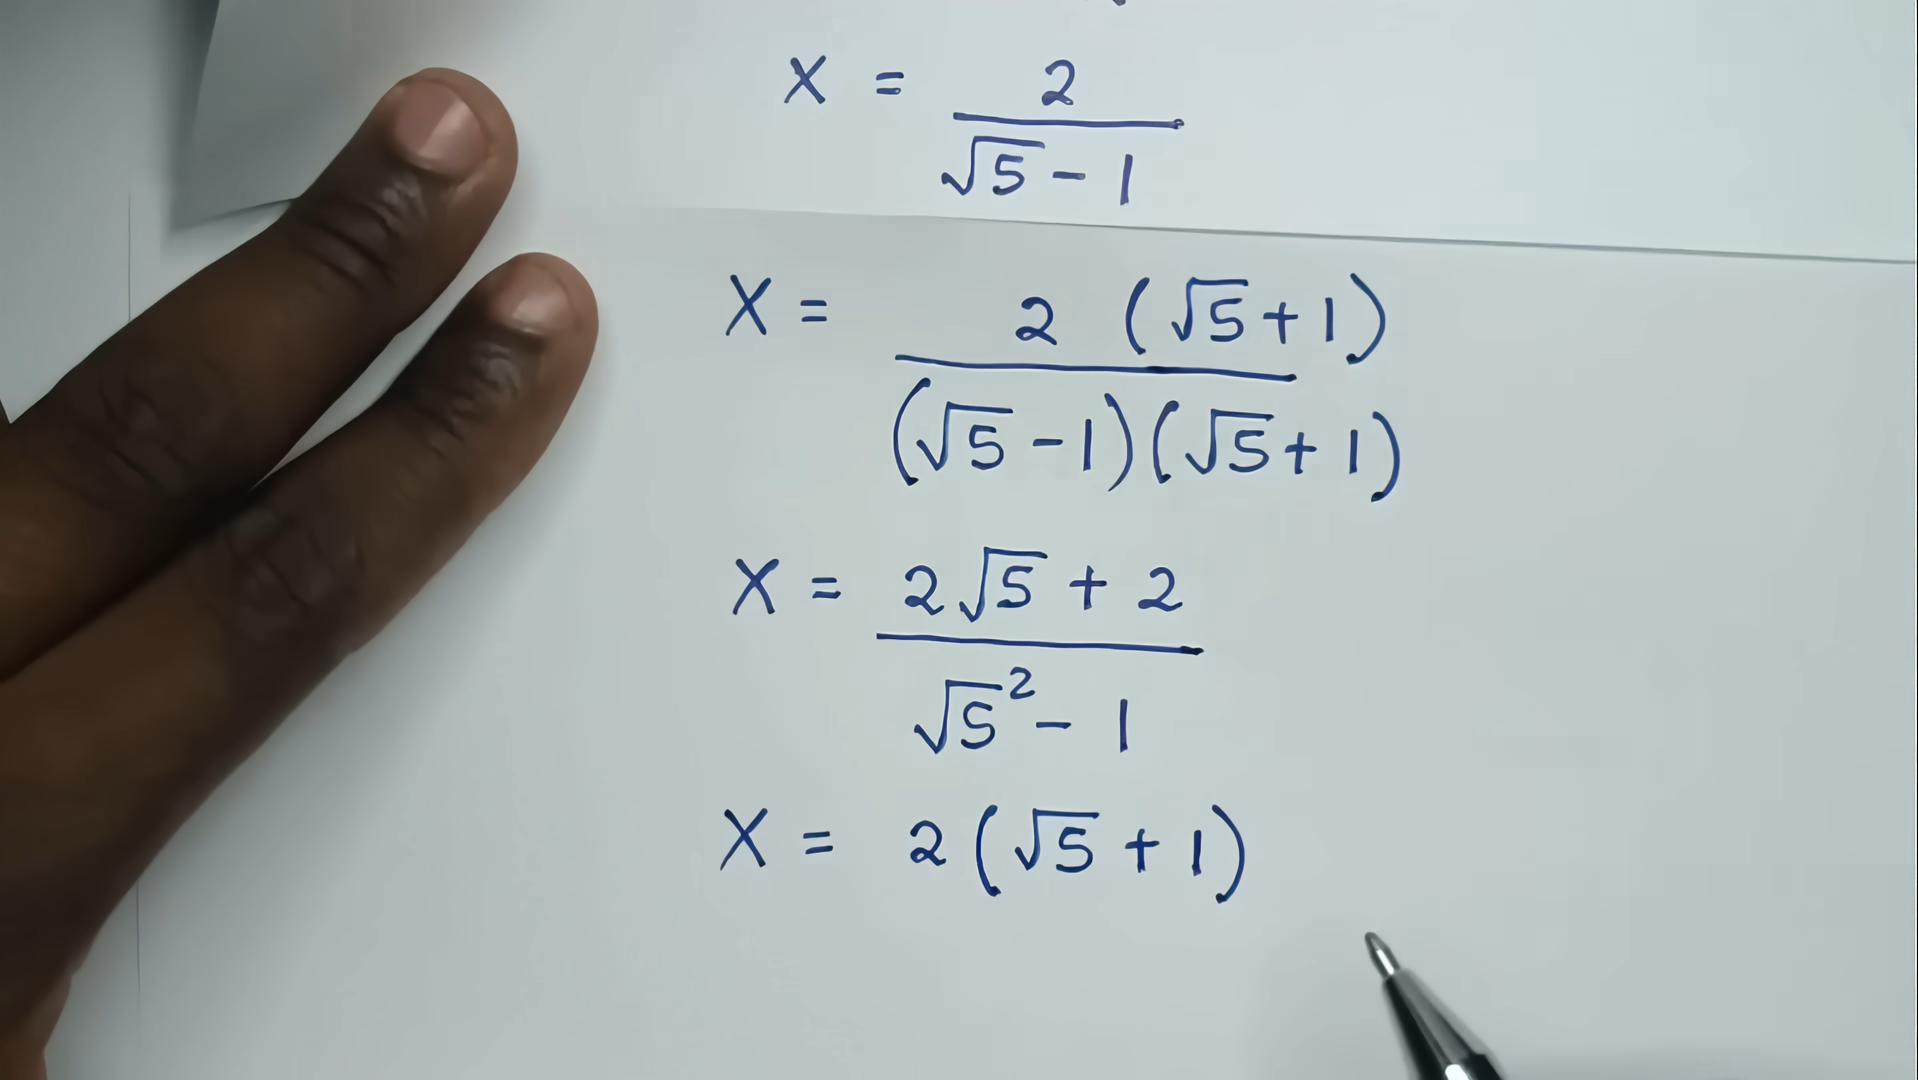 X = 2
√5 - 1
X = 2 (√5 + 1)
(√5 - 1)(√5 + 1)
X = 2√5 + 2
√5² - 1
X = 2(√5 + 1)